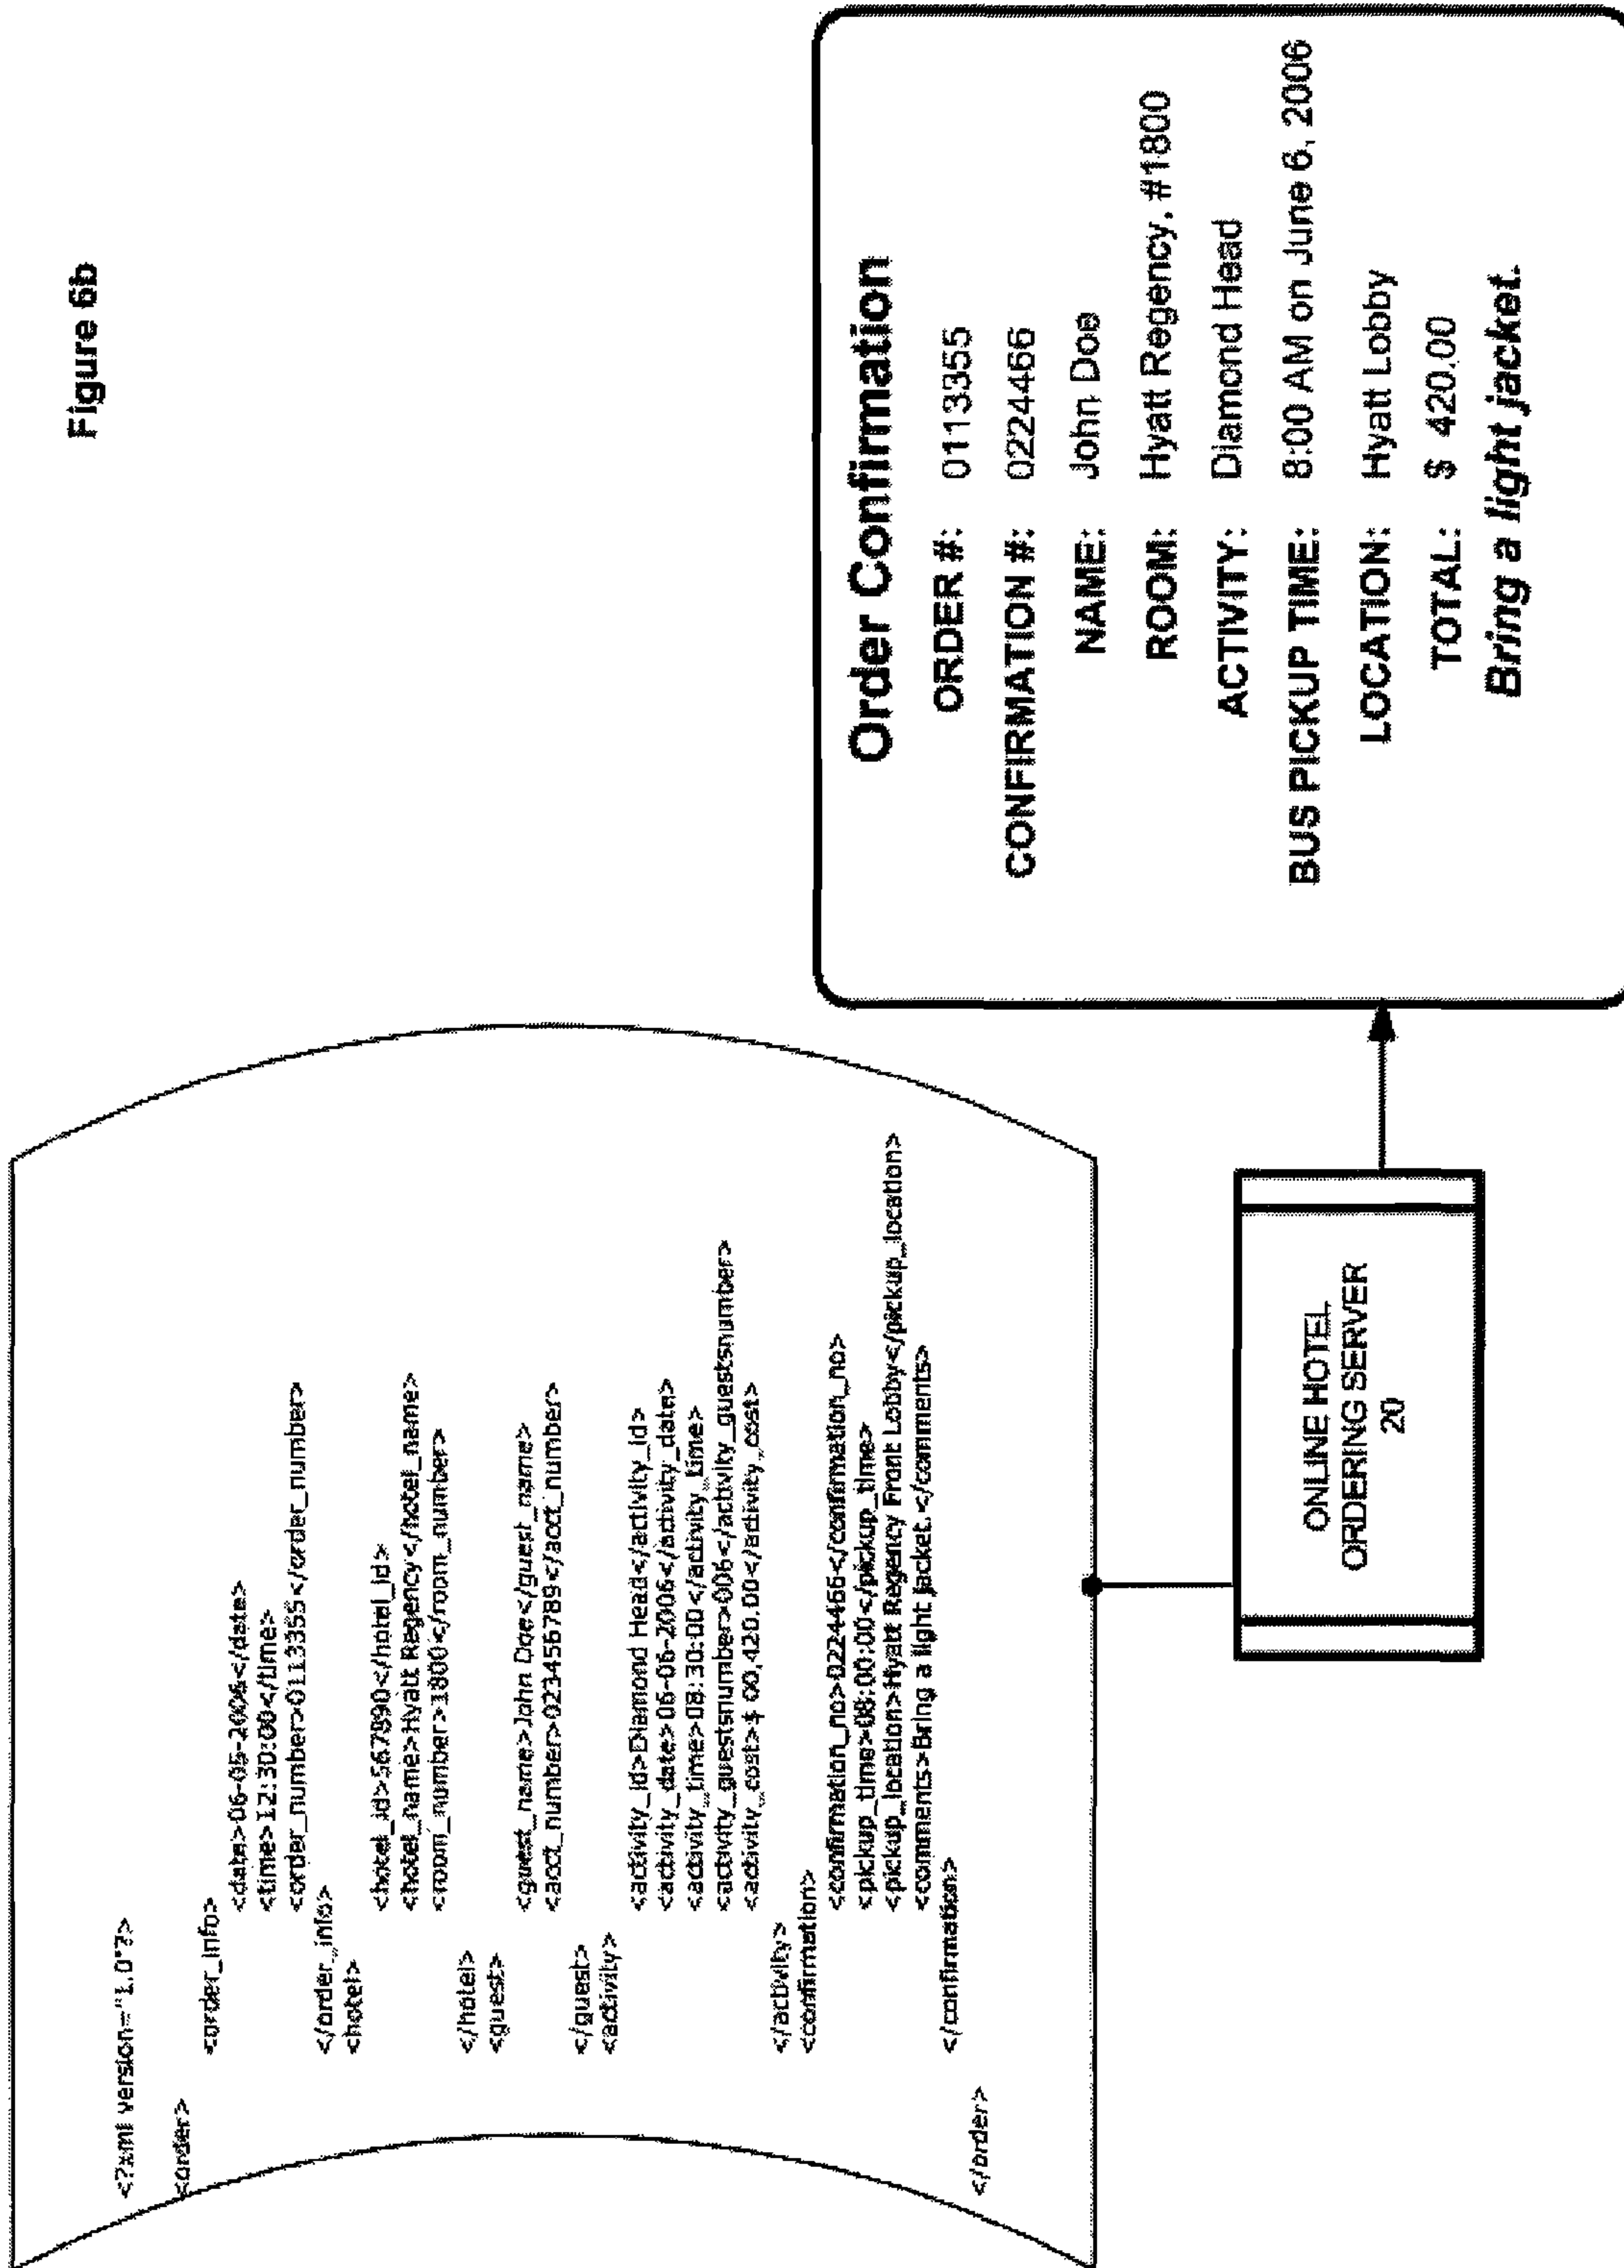 Figure 6b
<?xml version="1.0"?>
<order>
<order_info>
<date>06-05-2006</date>
<time>12:30:00</time>
<order_number>0113355</order_number>
</order_info>
<hotel>
<hotel_id>567890</hotel_id>
<hotel_name>Hyatt Regency</hotel_name>
<room_number>1800</room_number>
</hotel>
<guest>
<guest_name>John Doe</guest_name>
<acct_number>023456789</acct_number>
</guest>
<activity>
<activity_id>Diamond Head</activity_id>
<activity_date>06-06-2006</activity_date>
<activity_time>08:30:00</activity_time>
<activity_guestsnumber>006</activity_guestsnumber>
<activity_cost>$ 00,420.00</activity_cost>
</activity>
<confirmation>
<confirmation_no>0224466</confirmation_no>
<pickup_time>08:00:00</pickup_time>
<pickup_location>Hyatt Regency Front Lobby</pickup_location>
<comments>Bring a light jacket.</comments>
</confirmation>
</order>
ONLINE HOTEL
ORDERING SERVER
20
Order Confirmation
ORDER #: 0113355
CONFIRMATION #: 0224466
NAME: John Doe
ROOM: Hyatt Regency, #1800
ACTIVITY: Diamond Head
BUS PICKUP TIME: 8:00 AM on June 6, 2006
LOCATION: Hyatt Lobby
TOTAL: $ 420.00
Bring a light jacket.